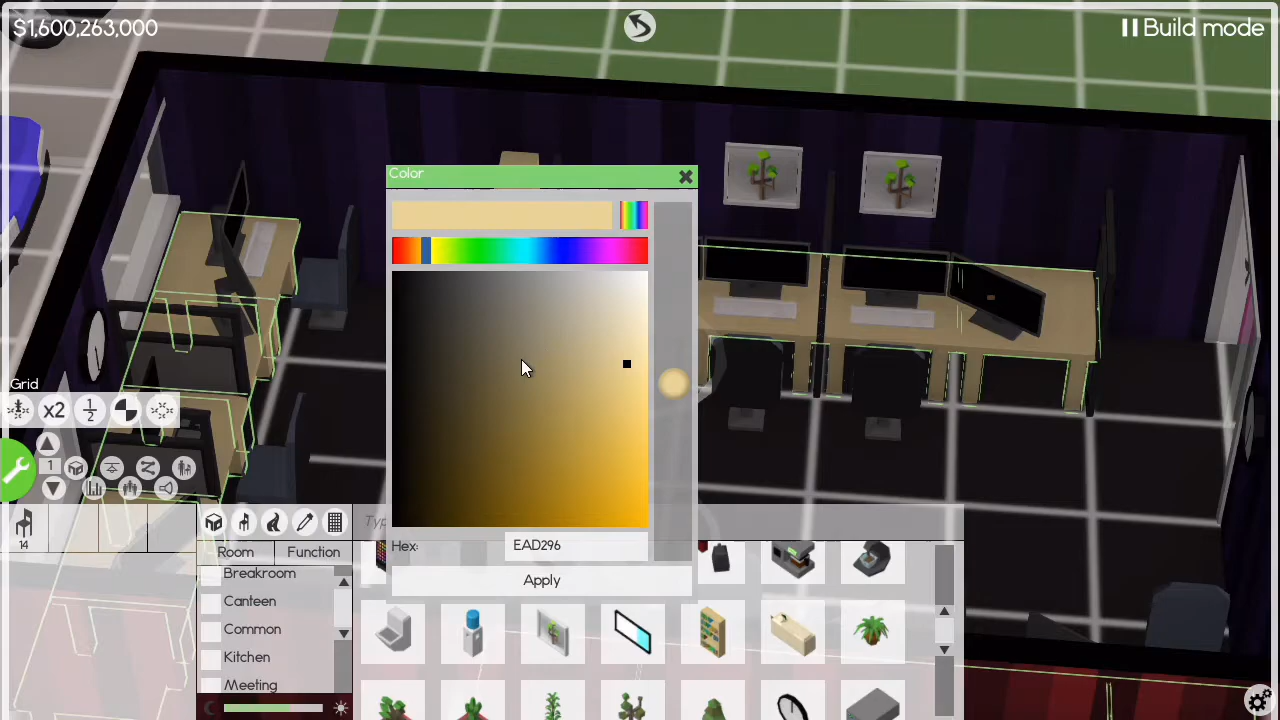 $1,600,263,000
Build mode
Color
Grid
x2
1
2
1
14
Hex:
EAD296
Apply
Room
Function
Breakroom
Canteen
Common
Kitchen
Meeting